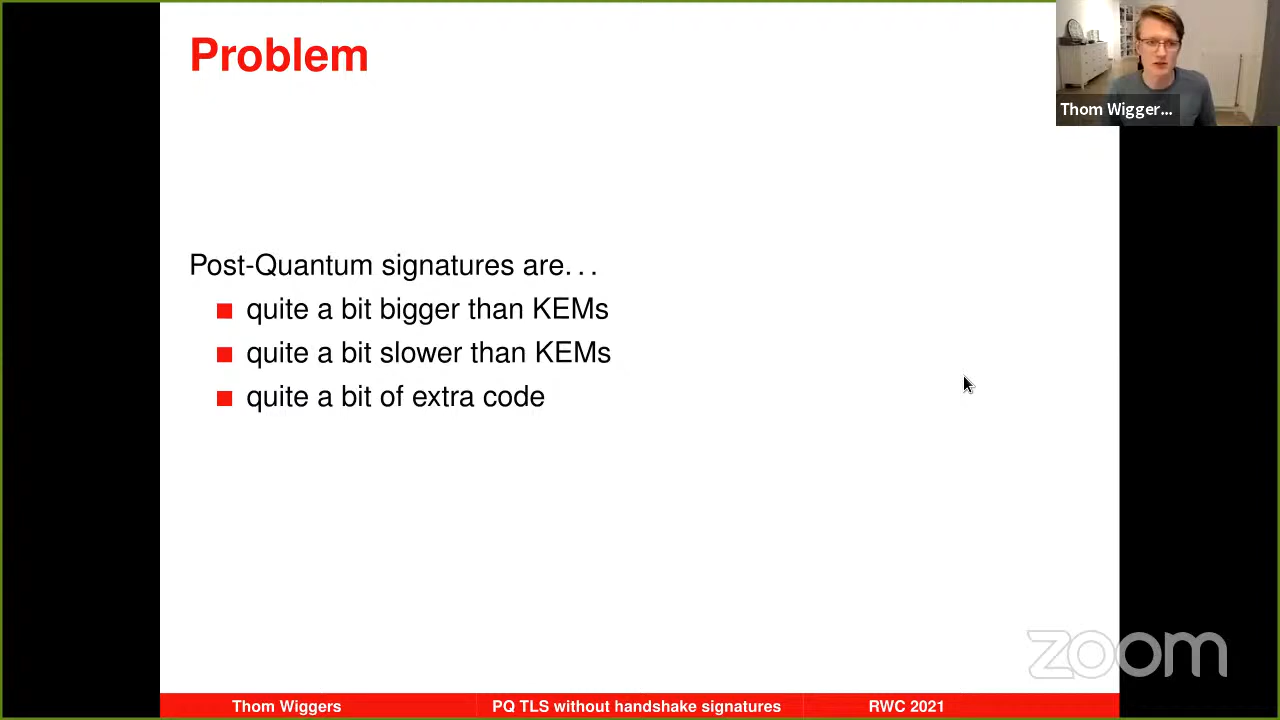 Problem
Thom Wigger...
Post-Quantum signatures are...
quite a bit bigger than KEMs
quite a bit slower than KEMs
quite a bit of extra code
zoom
Thom Wiggers PQ TLS without handshake signatures RWC 2021